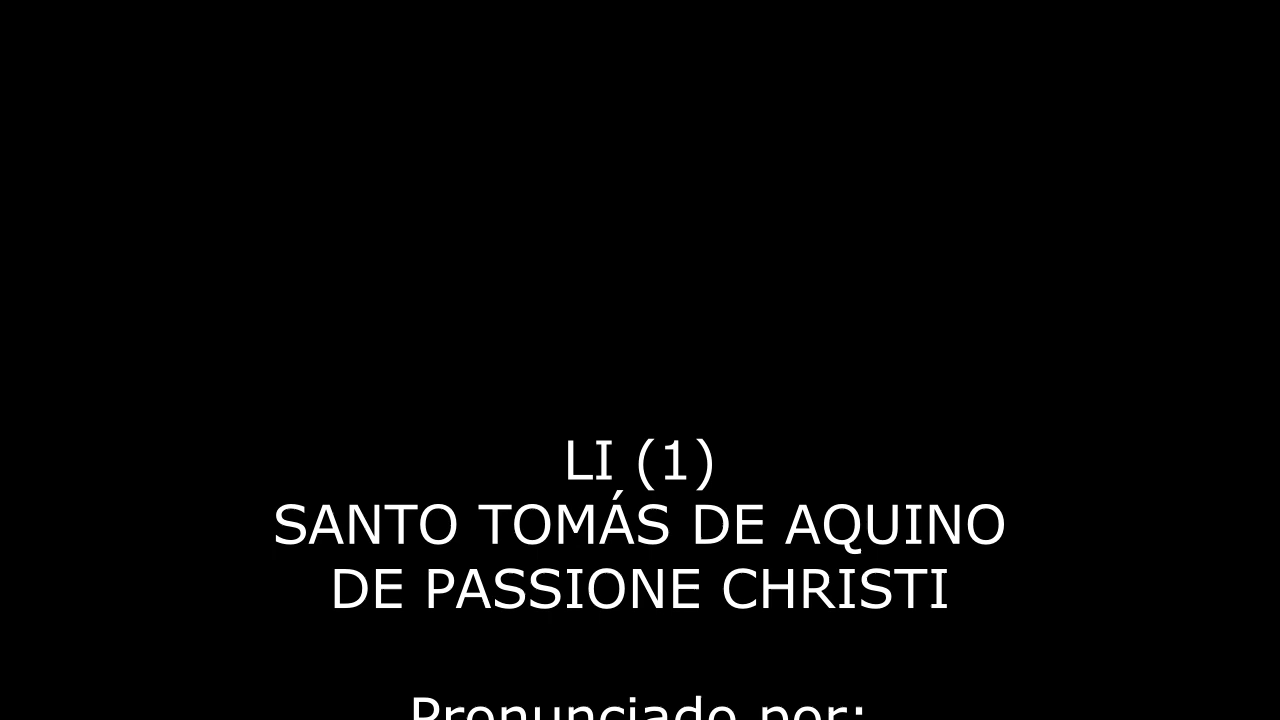 LI (1)
SANTO TOMÁS DE AQUINO
DE PASSIONE CHRISTI
Pronunciado por: